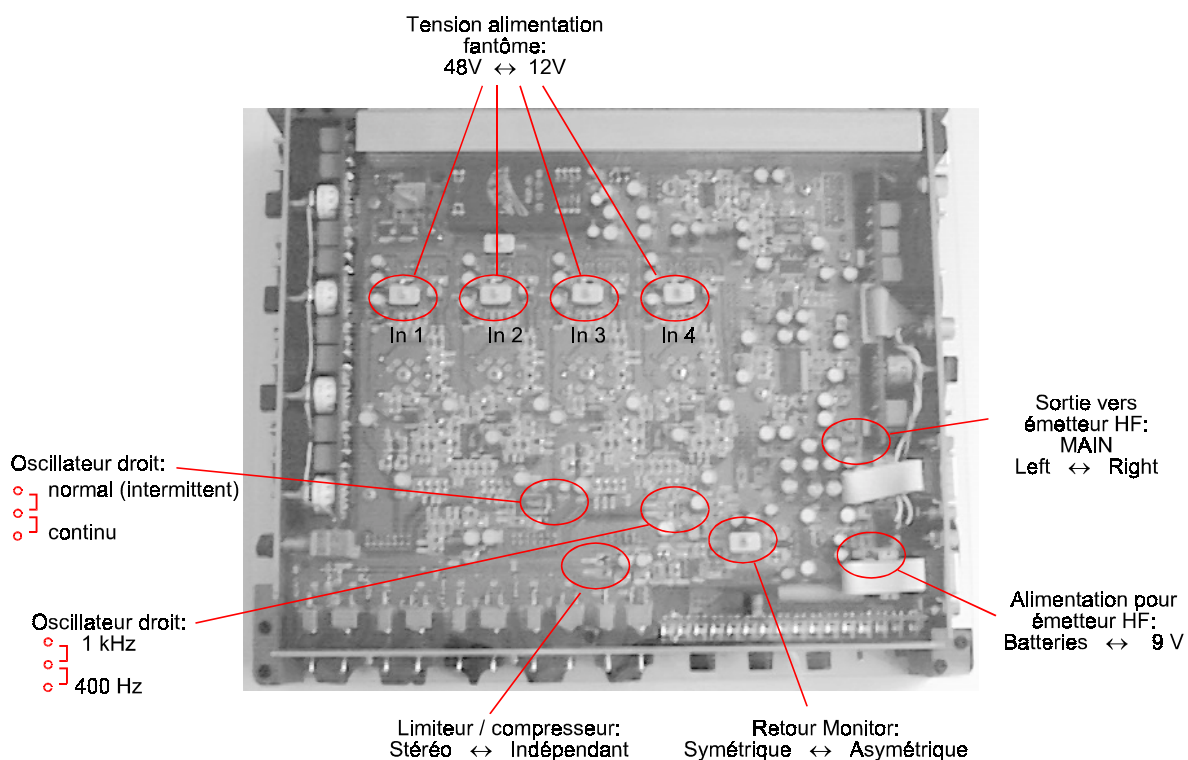 Tension alimentation
fantôme:
48V ↔ 12V
In 1
In 2
In 3
In 4
Sortie vers
émetteur HF:
MAIN
Left ↔ Right
Oscillateur droit:
normal (intermittent)
continu
Oscillateur droit:
1 kHz
400 Hz
Alimentation pour
émetteur HF:
Batteries ↔ 9 V
Limiteur / compresseur:
Stéréo ↔ Indépendant
Retour Monitor:
Symétrique ↔ Asymétrique